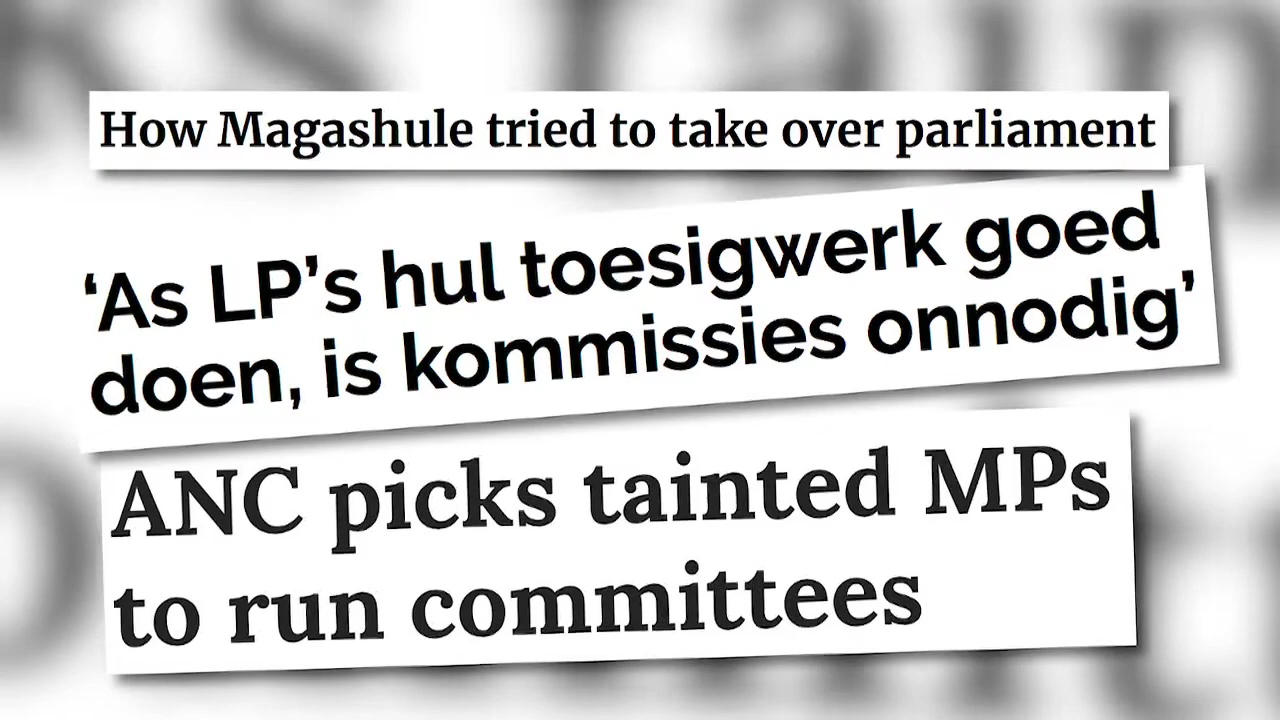 How Magashule tried to take over parliament
‘As LP’s hul toesigwerk goed
doen, is kommissies onnodig’
ANC picks tainted MPs
to run committees